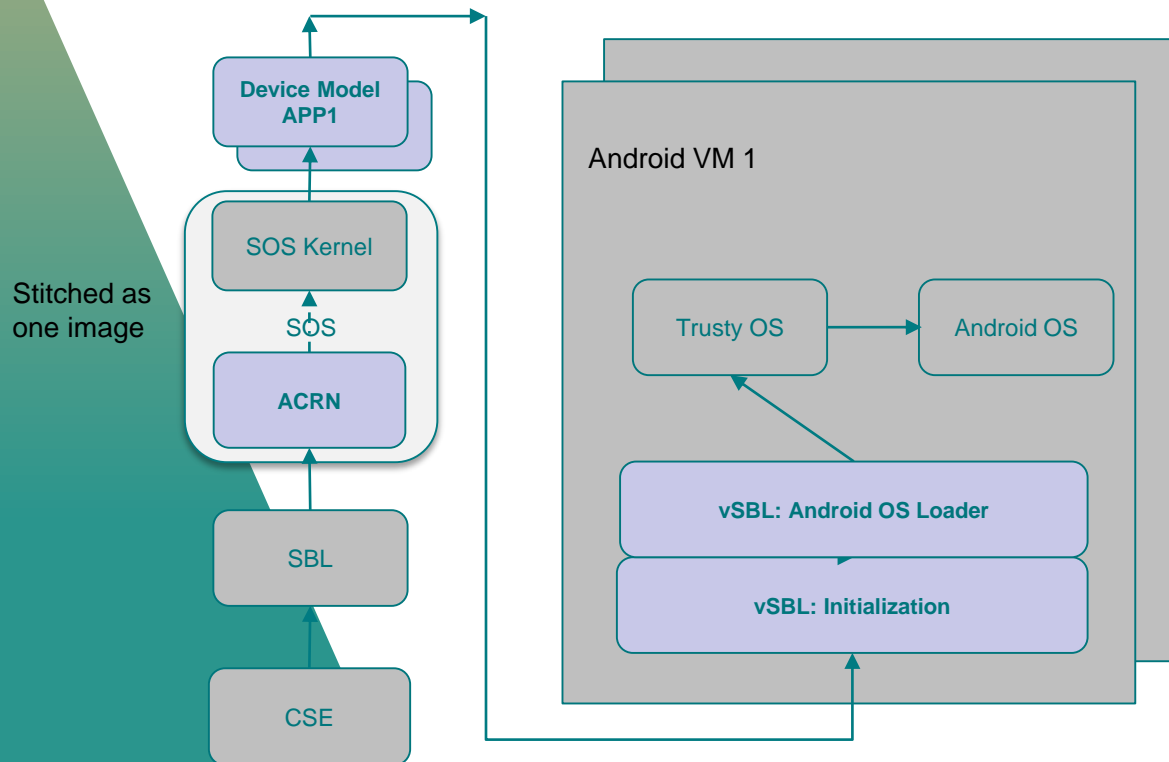 Device Model
APP1
SOS Kernel
SOS
ACRN
Stitched as
one image
SBL
CSE
Android VM 1
Trusty OS
Android OS
vSBL: Android OS Loader
vSBL: Initialization